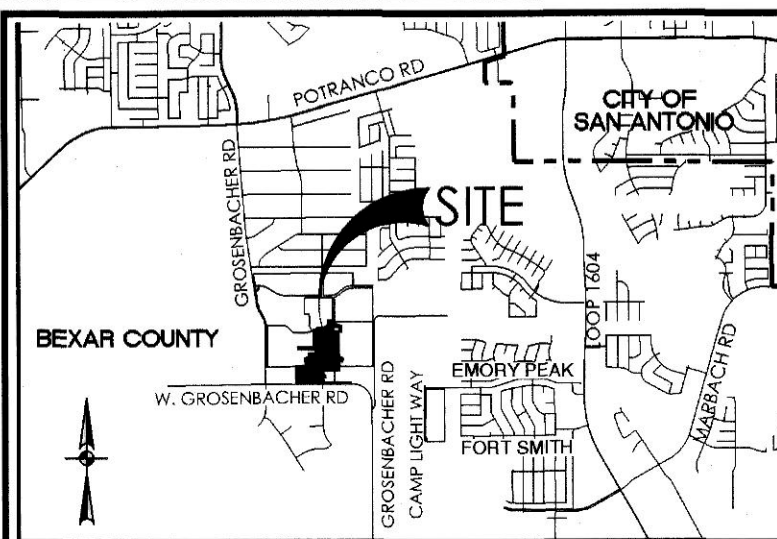 POTRANCO RD
CITY OF
SAN ANTONIO
GROSENBACHER RD
SITE
LOOP 1604
BEXAR COUNTY
MARBACH RD
EMORY PEAK
W. GROSENBACHER RD
GROSENBACHER RD
CAMP LIGHT WAY
FORT SMITH